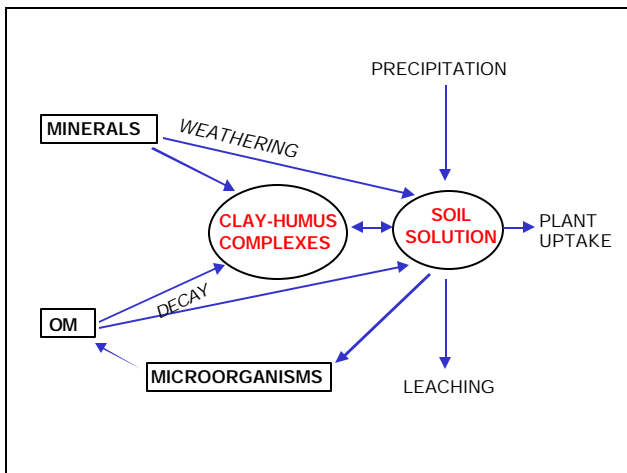 PRECIPITATION
MINERALS
WEATHERING
CLAY-HUMUS
COMPLEXES
SOIL
SOLUTION
PLANT
UPTAKE
DECAY
OM
MICROORGANISMS
LEACHING